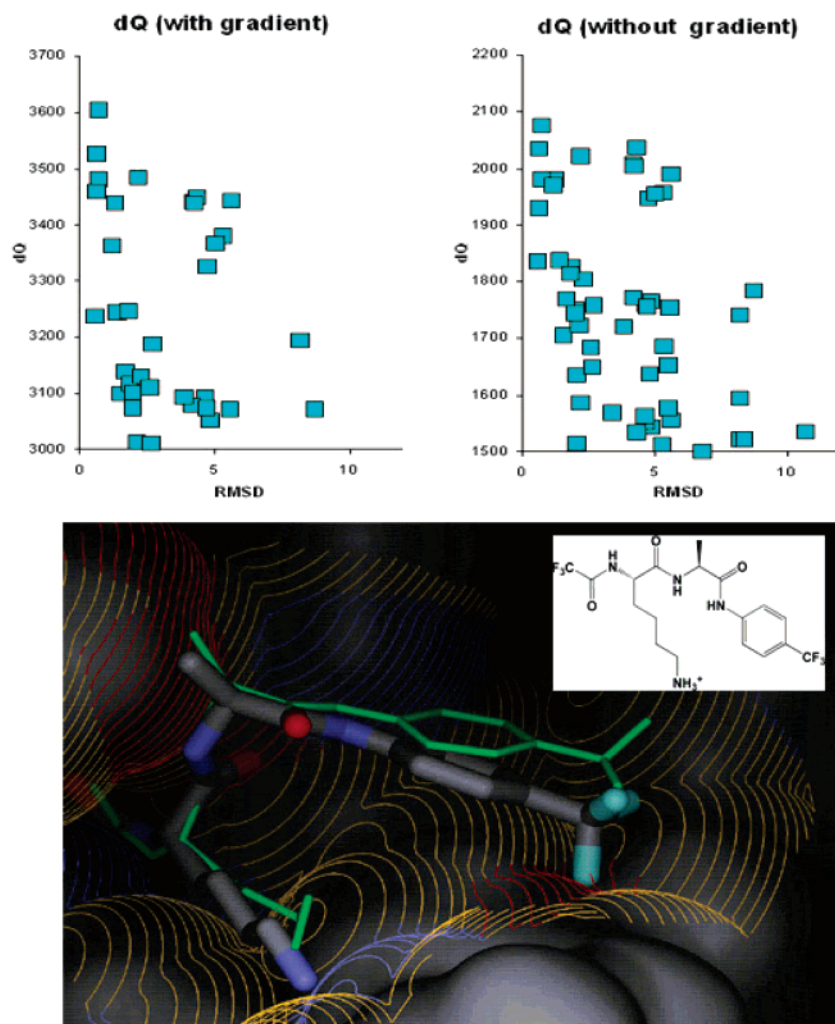 dQ (with gradient)
3700
3600
3500
3400
3300
3200
3100
3000
dQ
0
5
10
RMSD
dQ (without gradient)
2200
2100
2000
1900
1800
1700
1600
1500
dQ
0
5
10
RMSD
O
H
N
O
F3C
N
H
O
HN
O
CF3
NH3+